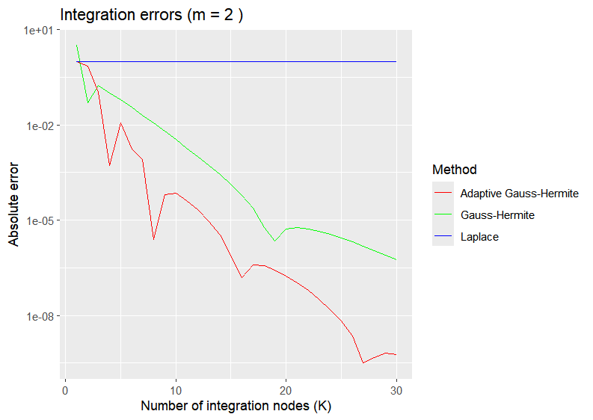 Integration errors (m = 2 )
1e+01
1e-02
1e-05
1e-08
Absolute error
0
10
20
30
Number of integration nodes (K)
Method
Adaptive Gauss-Hermite
Gauss-Hermite
Laplace